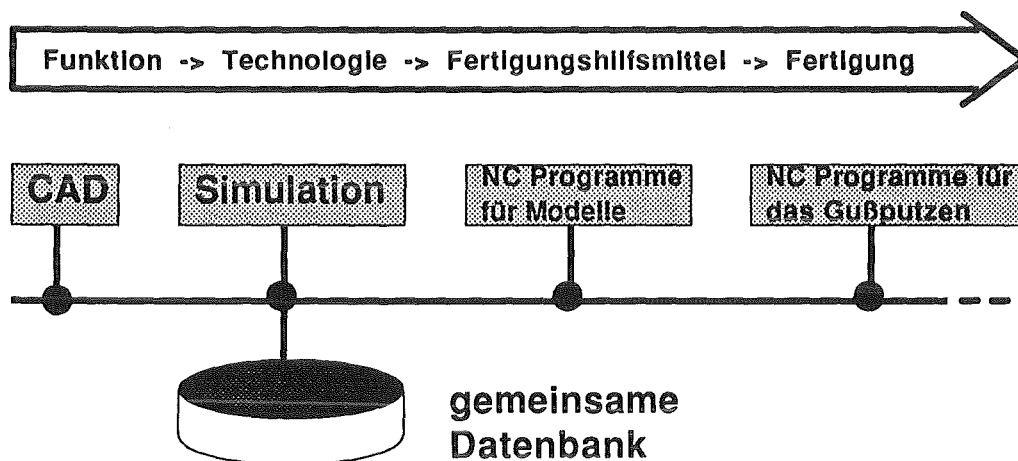 Funktion -> Technologie -> Fertigungshilfsmittel -> Fertigung
CAD
Simulation
NC Programme
für Modelle
NC Programme für
das Gußputzen
gemeinsame
Datenbank